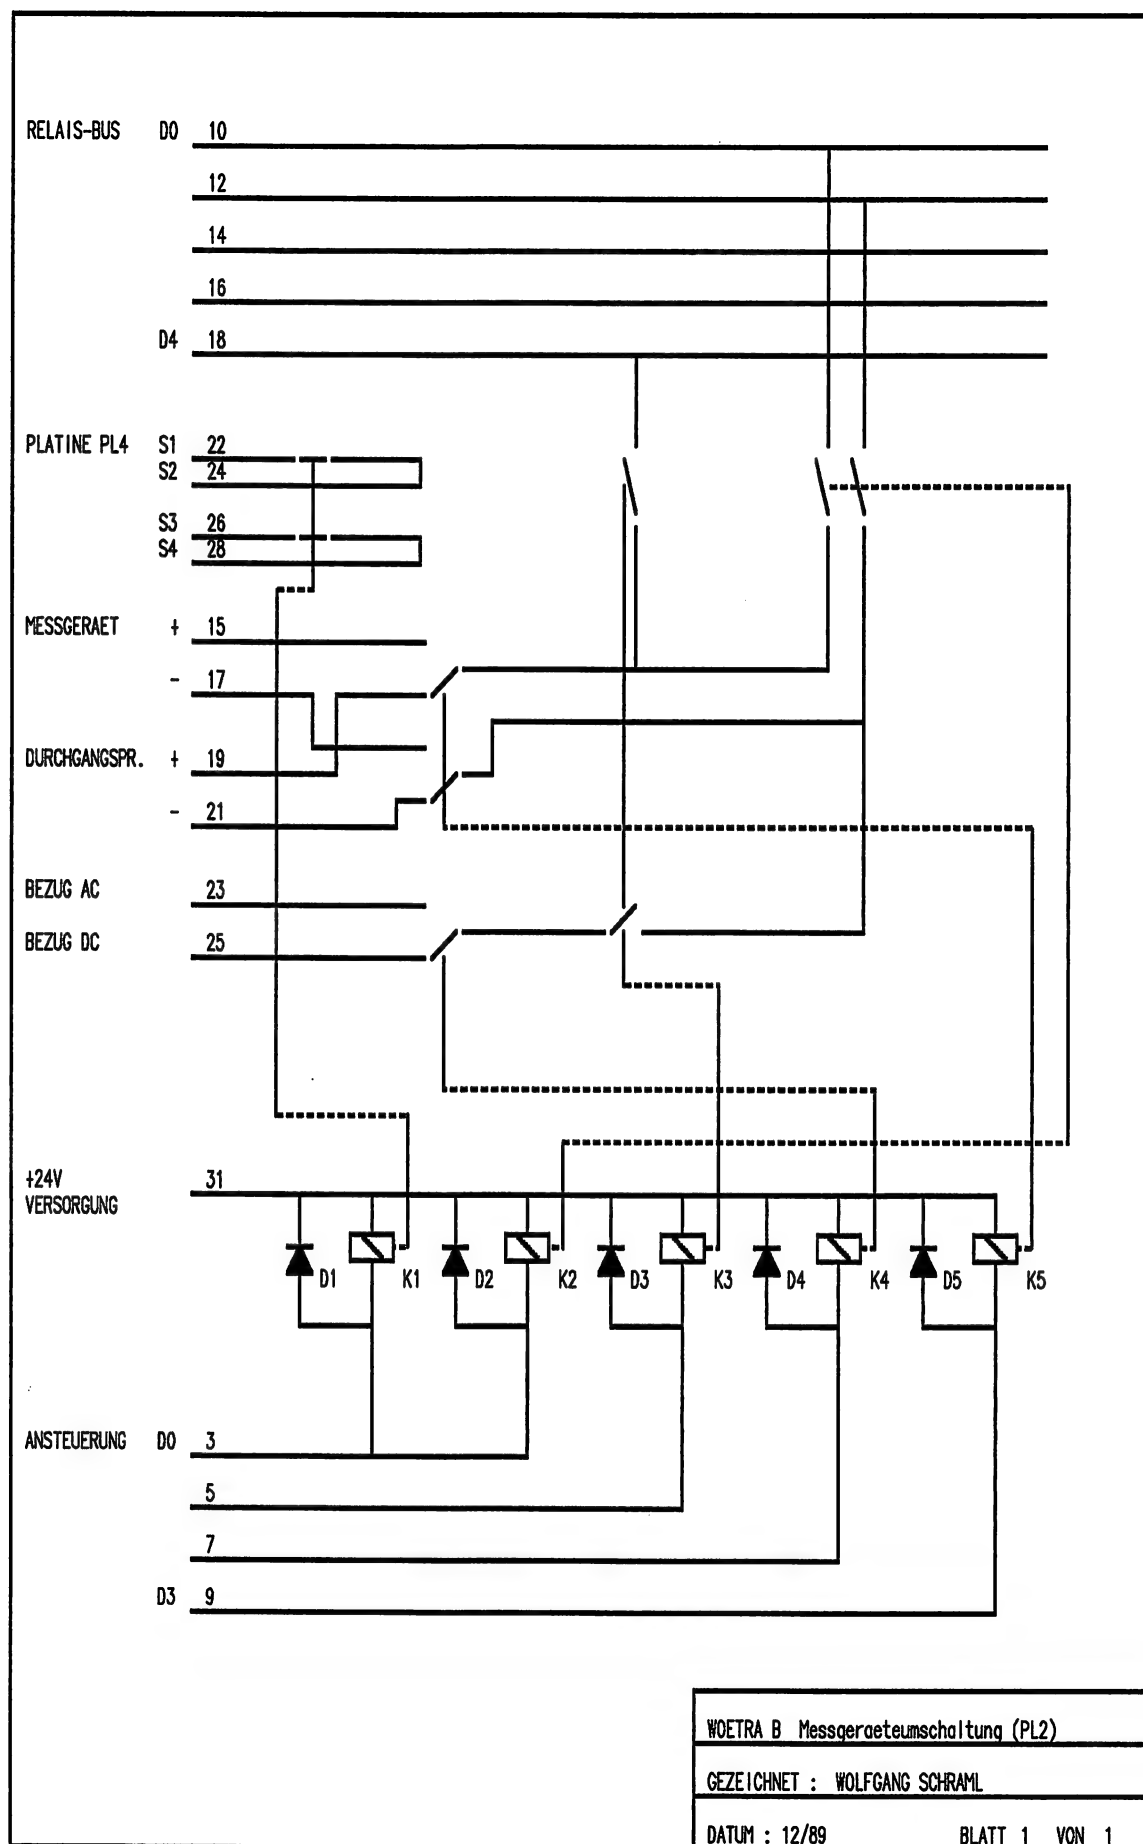 RELAIS-BUS D0 10
12
14
16
D4 18
PLATINE PL4 S1 22
S2 24
S3 26
S4 28
MESSGERAET + 15
- 17
DURCHGANGSPR. + 19
- 21
BEZUG AC 23
BEZUG DC 25
+24V 31
VERSORGUNG
D1 K1 D2 K2 D3 K3 D4 K4 D5 K5
ANSTEUERUNG D0 3
5
7
D3 9
WOETRA B Messgeraeteumschaltung (PL2)
GEZEICHNET : WOLFGANG SCHRAML
DATUM : 12/89 BLATT 1 VON 1